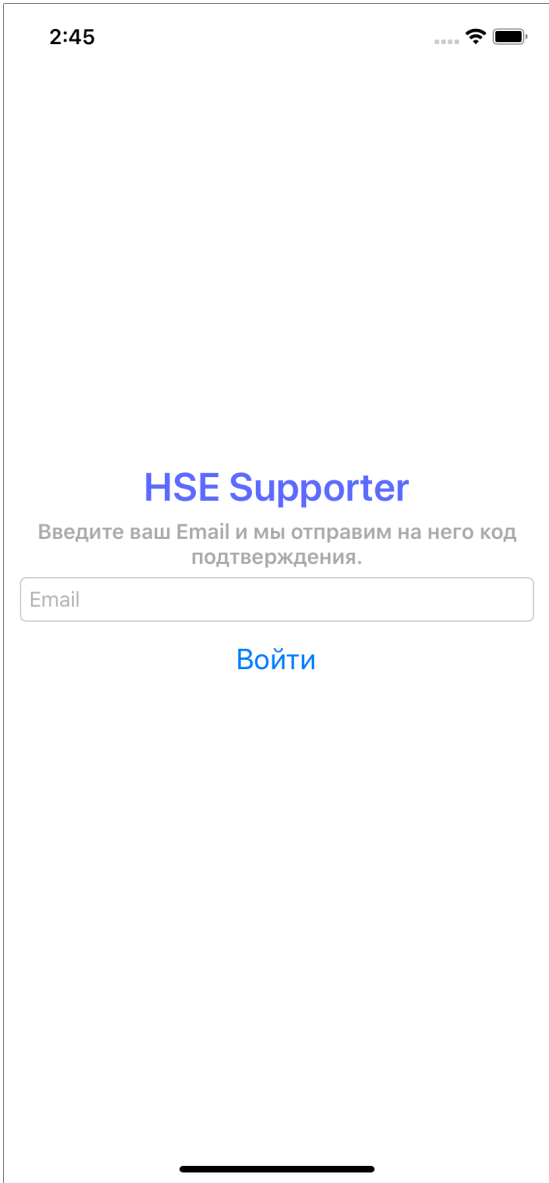 2:45
HSE Supporter
Введите ваш Email и мы отправим на него код
подтверждения.
Email
Войти